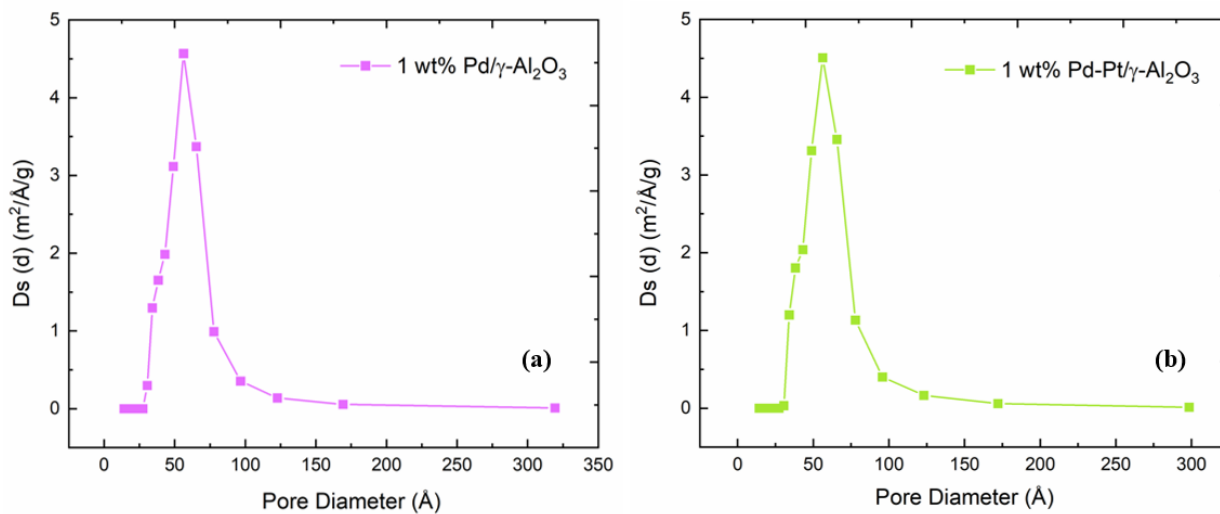 5
4
3
2
1
0
Ds (d) (m²/Å/g)
1 wt% Pd/γ-Al₂O₃
(a)
0 50 100 150 200 250 300 350
Pore Diameter (Å)
5
4
3
2
1
0
Ds (d) (m²/Å/g)
1 wt% Pd-Pt/γ-Al₂O₃
(b)
0 50 100 150 200 250 300
Pore Diameter (Å)